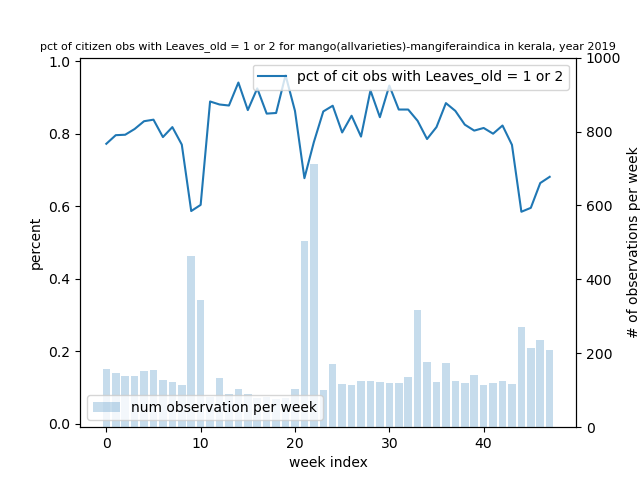 pct of citizen obs with Leaves_old = 1 or 2 for mango(allvarieties)-mangiferaindica in kerala, year 2019
pct of cit obs with Leaves_old = 1 or 2
1.0
0.8
0.6
0.4
0.2
0.0
percent
1000
800
600
400
200
0
# of observations per week
num observation per week
0
10
20
30
40
week index